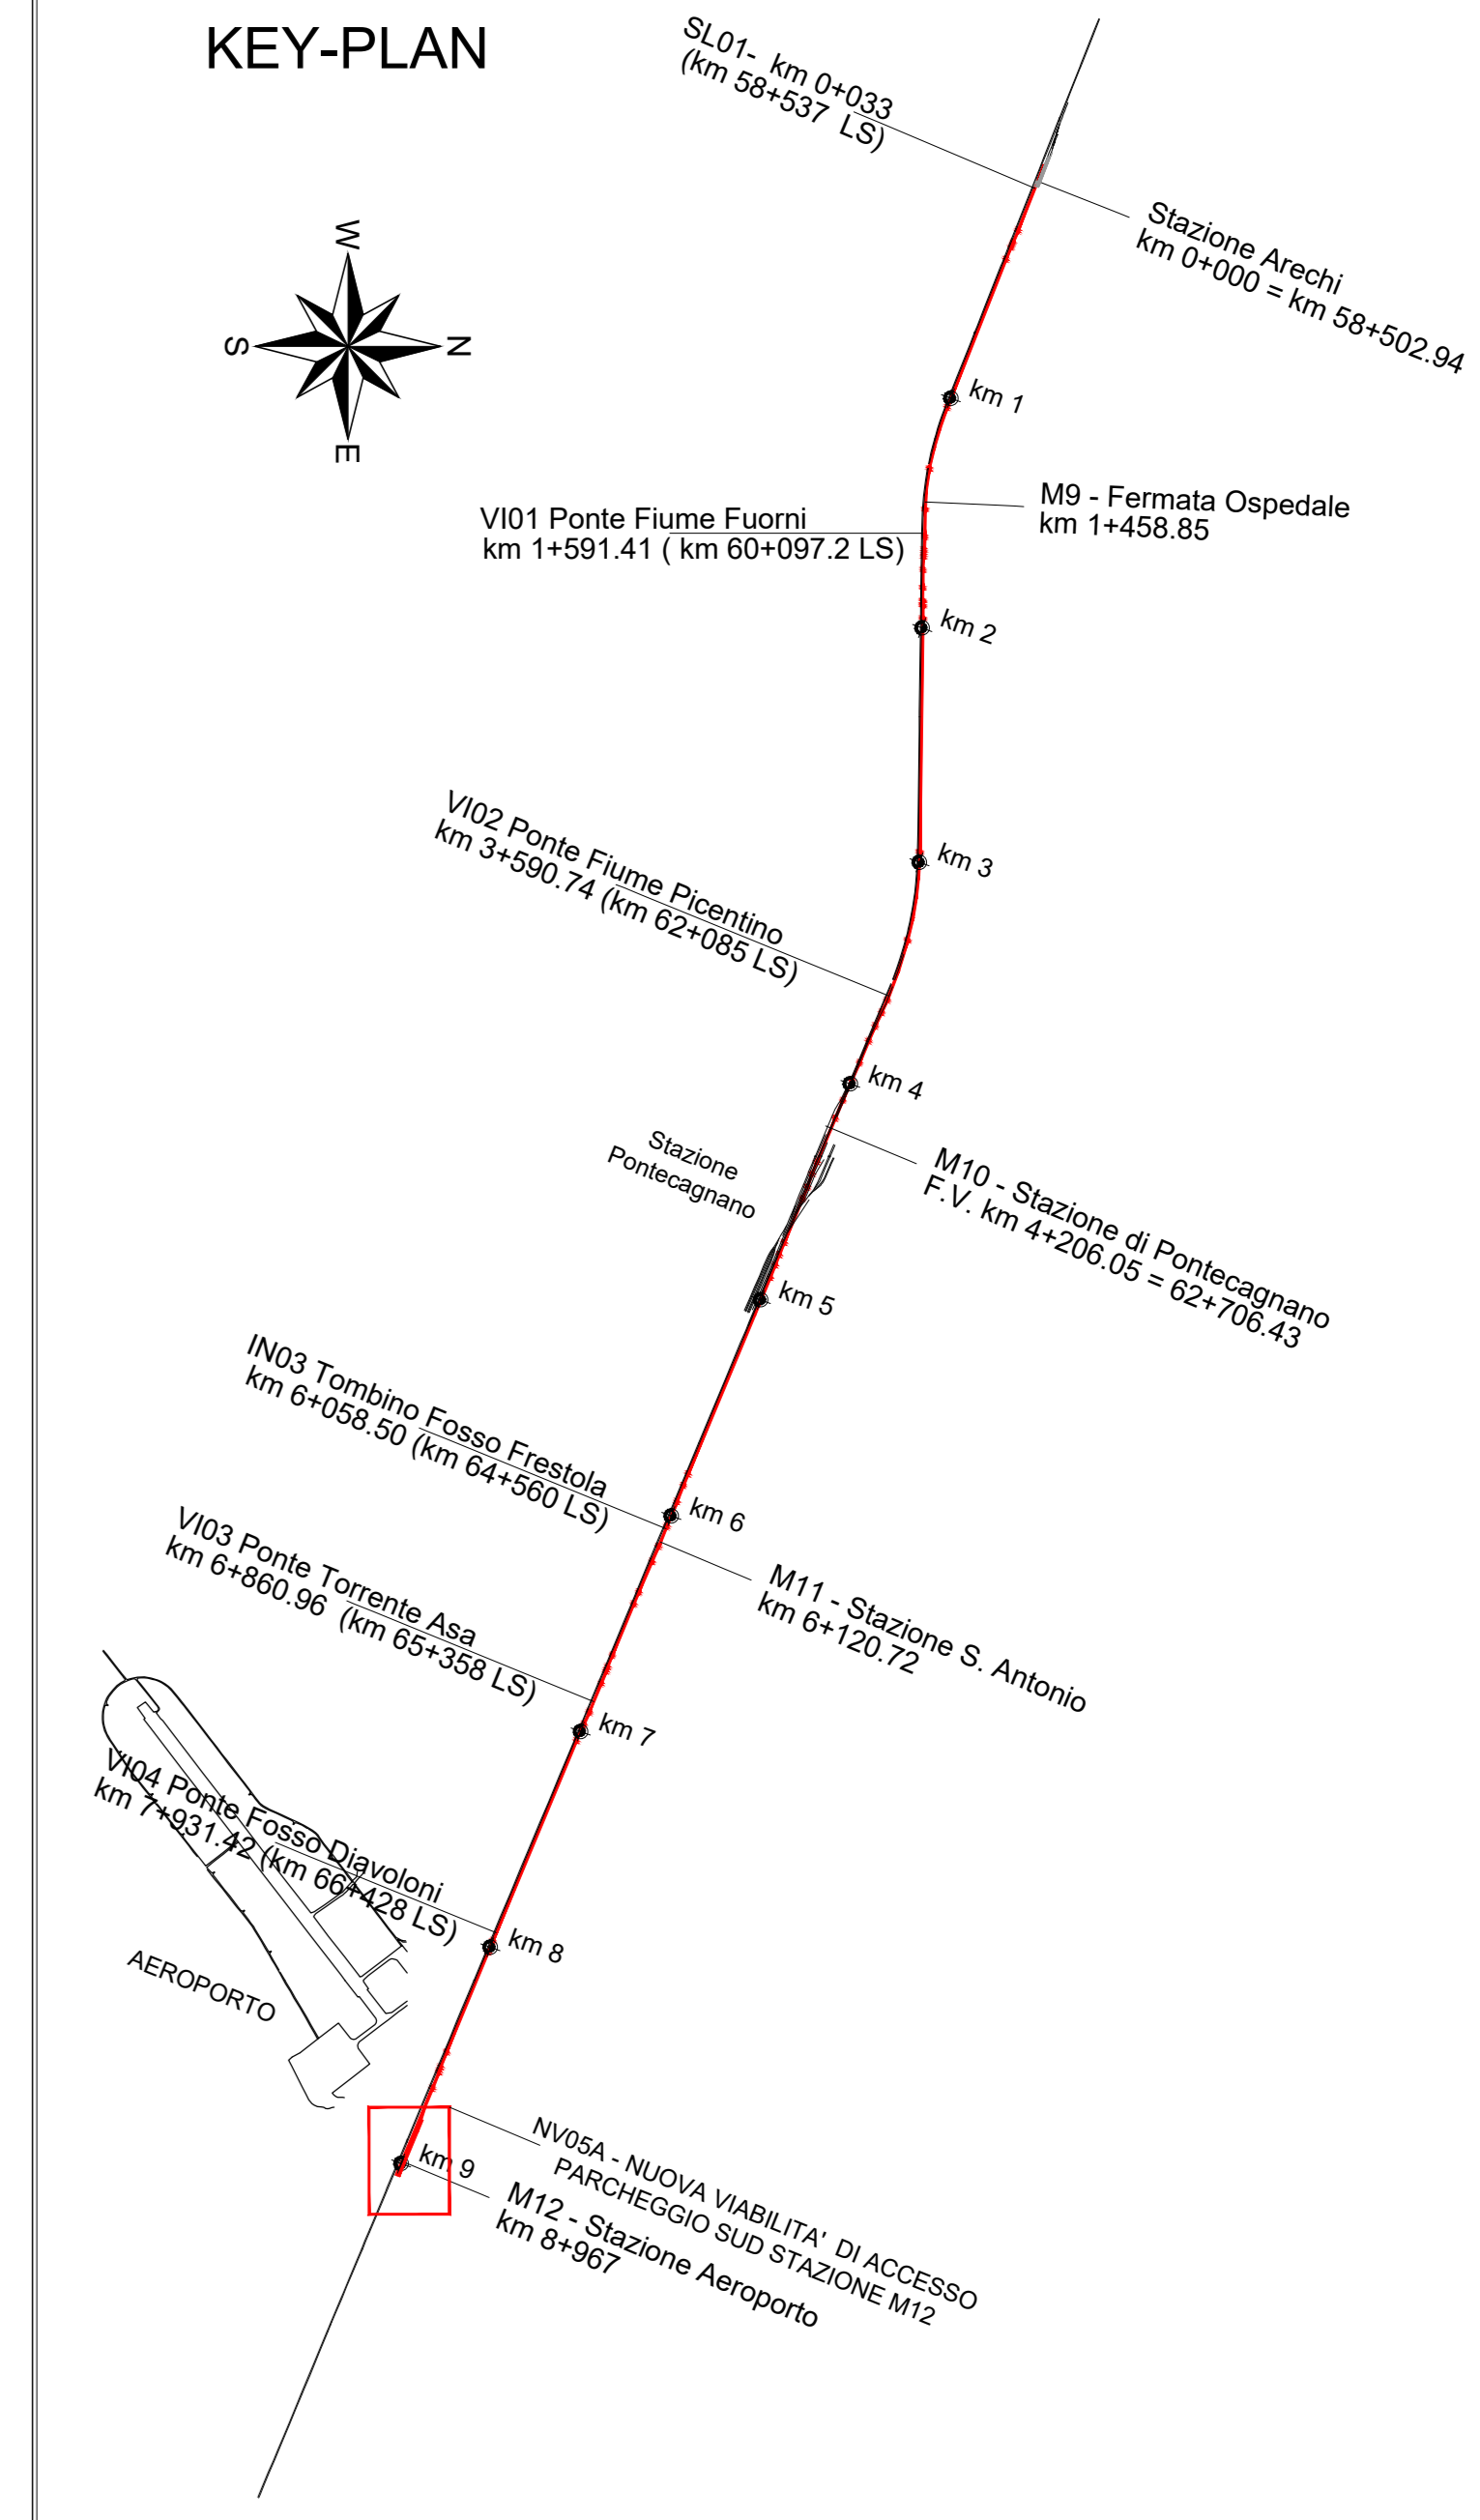 KEY-PLAN
SL01- km 0+033
(km 58+537 LS)
Stazione Arechi
km 0+000 = km 58+502.94
W
S
N
E
km 1
M9 - Fermata Ospedale
km 1+458.85
VI01 Ponte Fiume Fuorni
km 1+591.41 ( km 60+097.2 LS)
km 2
VI02 Ponte Fiume Picentino
km 3+590.74 (km 62+085 LS)
km 3
km 4
Stazione
Pontecagnano
M10 - Stazione di Pontecagnano
F.V. km 4+206.05 = 62+706.43
km 5
IN03 Tombino Fosso Frestola
km 6+058.50 (km 64+560 LS)
km 6
VI03 Ponte Torrente Asa
km 6+860.96 (km 65+358 LS)
M11 - Stazione S. Antonio
km 6+120.72
km 7
VI04 Ponte Fosso Diavoloni
km 7+931.42 (km 66+428 LS)
km 8
AEROPORTO
NV05A - NUOVA VIABILITA' DI ACCESSO
PARCHEGGIO SUD STAZIONE M12
km 9
M12 - Stazione Aeroporto
km 8+967